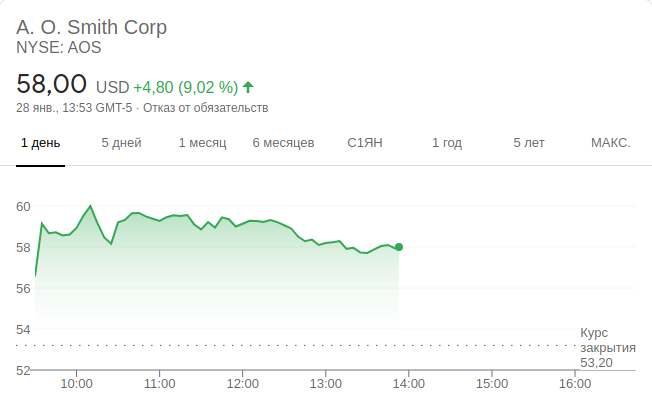 A. O. Smith Corp
NYSE: AOS
58,00 USD +4,80 (9,02 %)
28 янв., 13:53 GMT-5 · Отказ от обязательств
1 день 5 дней 1 месяц 6 месяцев С1ЯН 1 год 5 лет МАКС.
60
58
56
54
Курс
закрытия
53,20
52
10:00 11:00 12:00 13:00 14:00 15:00 16:00